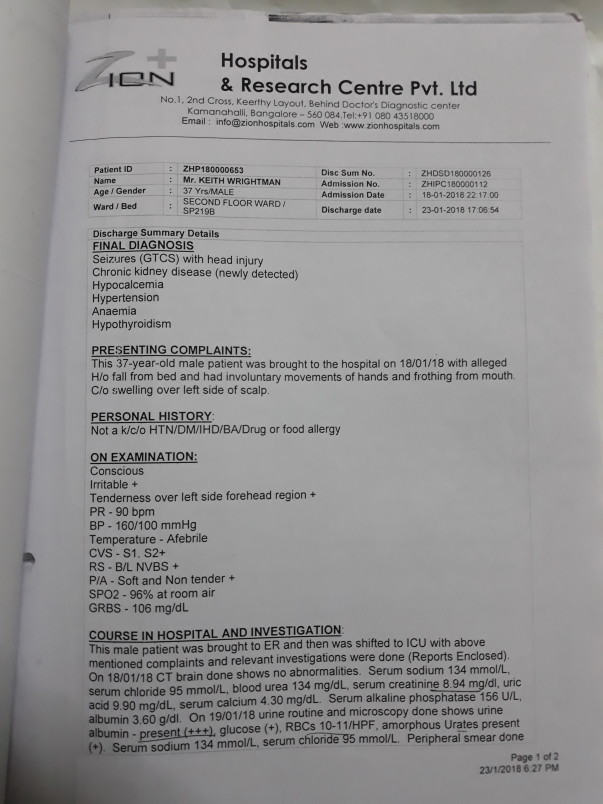 ZION
Hospitals
& Research Centre Pvt. Ltd
No.1, 2nd Cross, Keerthy Layout, Behind Doctor's Diagnostic center
Kamanahalli, Bangalore – 560 084.Tel:+91 080 43518000
Email : info@zionhospitals.com Web :www.zionhospitals.com
Patient ID : ZHP180000653 Disc Sum No. : ZHDSD180000126
Name : Mr. KEITH WRIGHTMAN Admission No. : ZHIPC180000112
Age / Gender : 37 Yrs/MALE Admission Date : 18-01-2018 22:17:00
Ward / Bed : SECOND FLOOR WARD / SP219B Discharge date : 23-01-2018 17:06:54
Discharge Summary Details
FINAL DIAGNOSIS
Seizures (GTCS) with head injury
Chronic kidney disease (newly detected)
Hypocalcemia
Hypertension
Anaemia
Hypothyroidism
PRESENTING COMPLAINTS:
This 37-year-old male patient was brought to the hospital on 18/01/18 with alleged
H/o fall from bed and had involuntary movements of hands and frothing from mouth.
C/o swelling over left side of scalp.
PERSONAL HISTORY:
Not a k/c/o HTN/DM/IHD/BA/Drug or food allergy
ON EXAMINATION:
Conscious
Irritable +
Tenderness over left side forehead region +
PR - 90 bpm
BP - 160/100 mmHg
Temperature - Afebrile
CVS - S1, S2+
RS - B/L NVBS +
P/A - Soft and Non tender +
SPO2 - 96% at room air
GRBS - 106 mg/dL
COURSE IN HOSPITAL AND INVESTIGATION:
This male patient was brought to ER and then was shifted to ICU with above
mentioned complaints and relevant investigations were done (Reports Enclosed).
On 18/01/18 CT brain done shows no abnormalities. Serum sodium 134 mmol/L,
serum chloride 95 mmol/L, blood urea 134 mg/dL, serum creatinine 8.94 mg/dl, uric
acid 9.90 mg/dL, serum calcium 4.30 mg/dL. Serum alkaline phosphatase 156 U/L,
albumin 3.60 g/dl. On 19/01/18 urine routine and microscopy done shows urine
albumin - present (+++), glucose (+), RBCs 10-11/HPF, amorphous Urates present
(+). Serum sodium 134 mmol/L, serum chloride 95 mmol/L. Peripheral smear done
Page 1 of 2
23/1/2018 6:27 PM